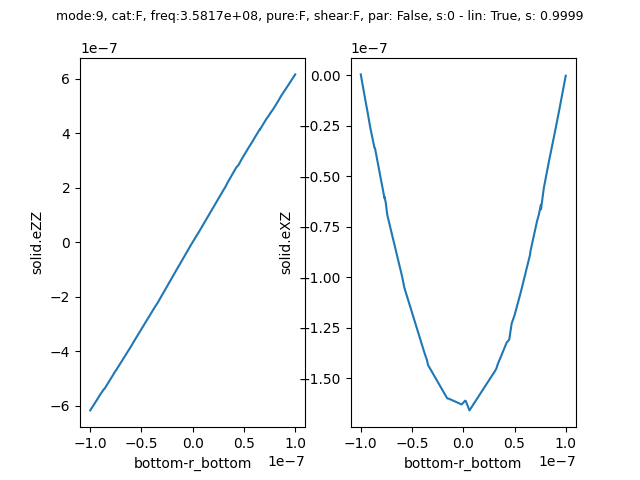 mode:9, cat:F, freq:3.5817e+08, pure:F, shear:F, par: False, s:0 - lin: True, s: 0.9999
1e−7
6
4
2
0
−2
−4
−6
solid.eZZ
−1.0 −0.5 0.0 0.5 1.0
bottom-r_bottom 1e−7
1e−7
0.00
−0.25
−0.50
−0.75
−1.00
−1.25
−1.50
solid.eXZ
−1.0 −0.5 0.0 0.5 1.0
bottom-r_bottom 1e−7